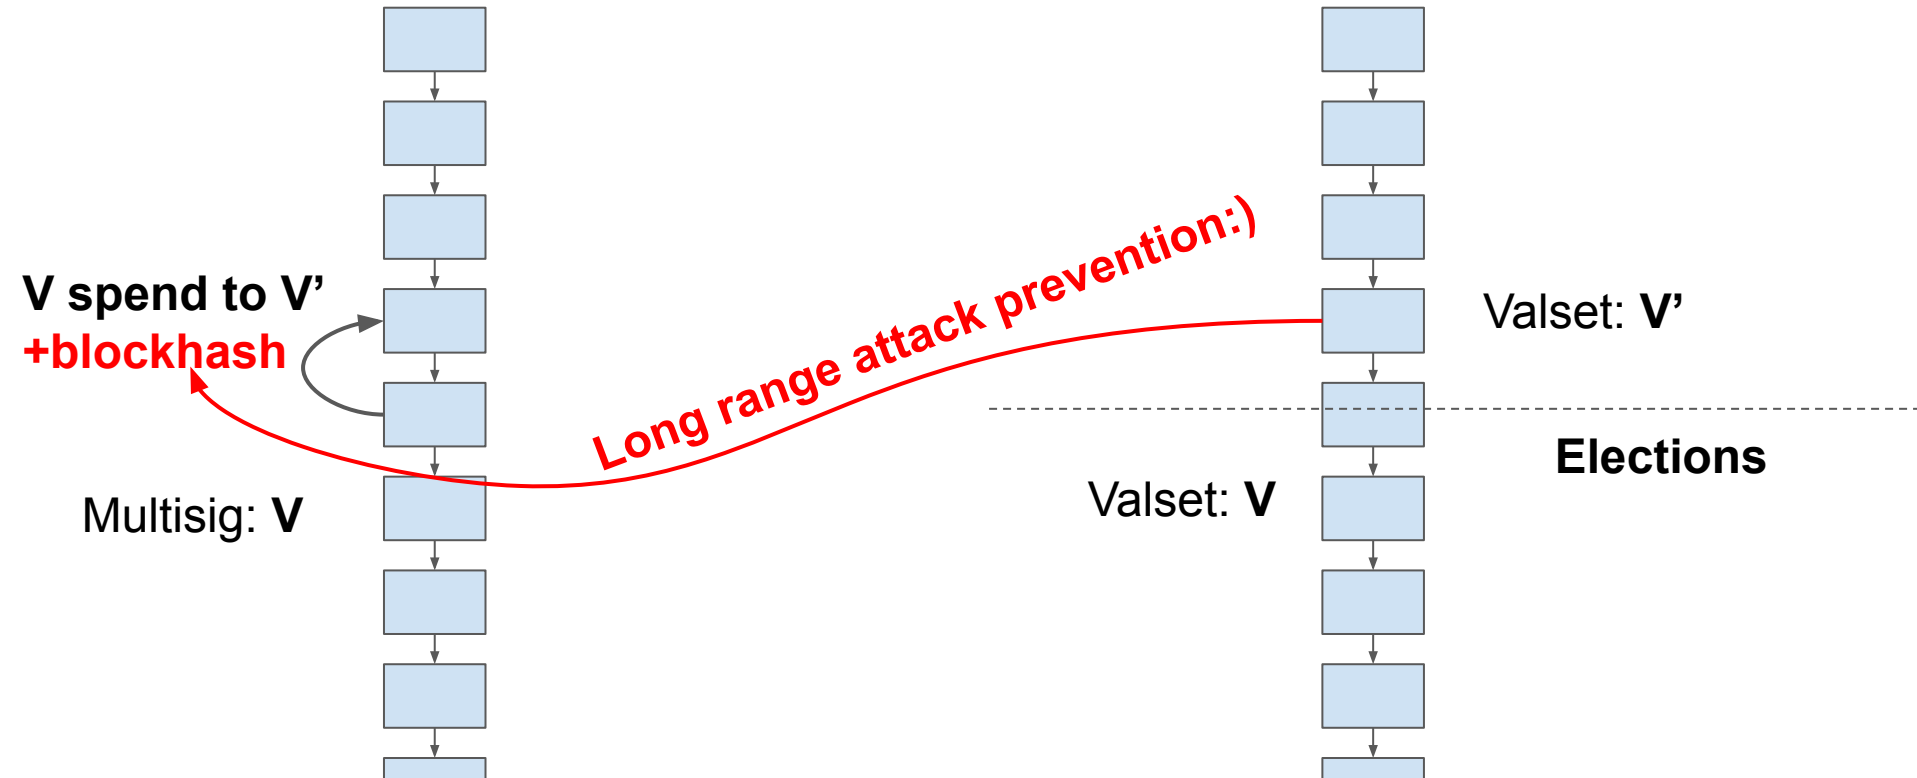 V spend to V’
+blockhash
Multisig: V
Long range attack prevention:)
Valset: V’
Elections
Valset: V